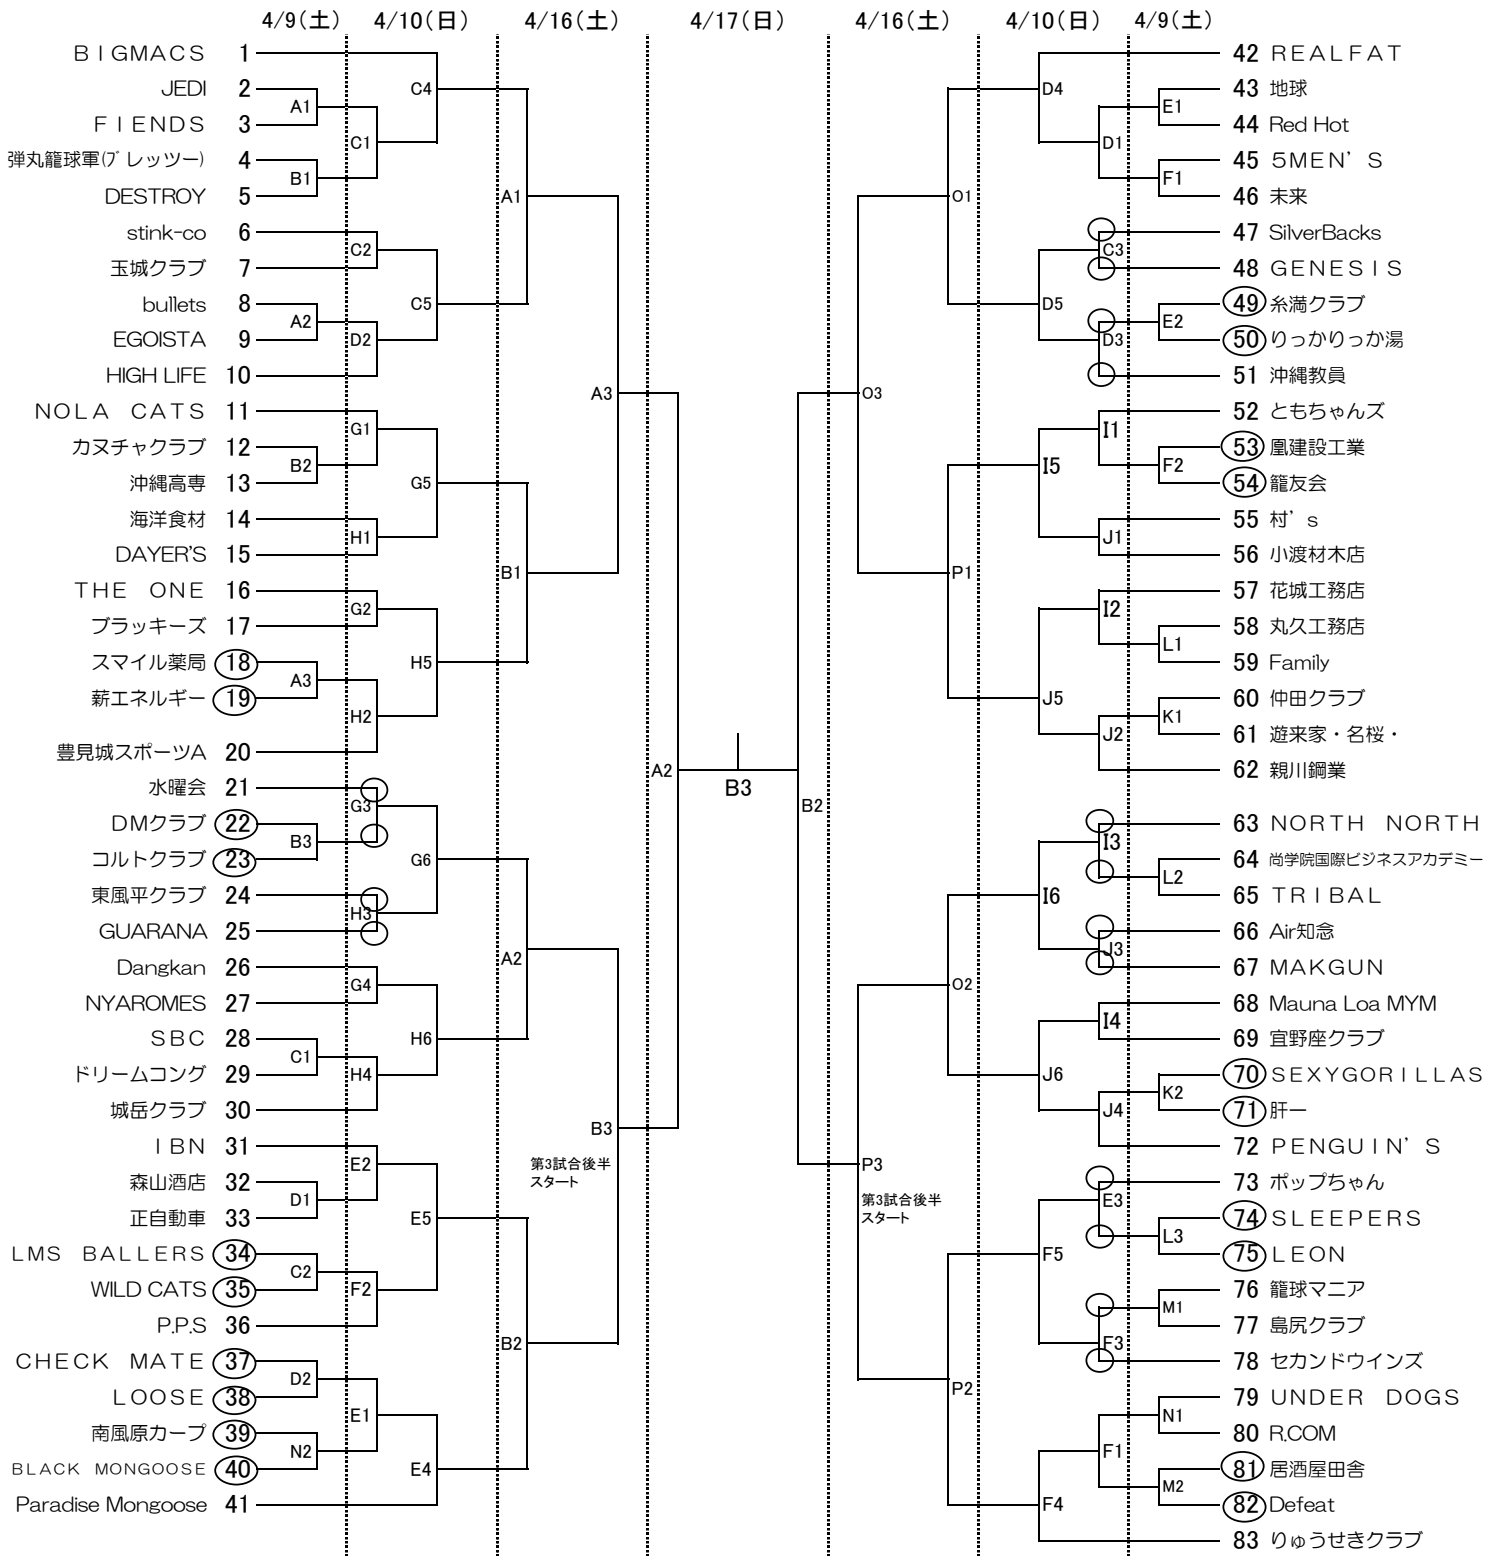 4/9(土) 4/10(日) 4/16(土) 4/17(日) 4/16(土) 4/10(日) 4/9(土)
ＢＩＧMACS 1
JEDI 2
ＦＩＥＮＤＳ 3
弾丸籠球軍(ﾌﾞレッツー) 4
DESTROY 5
stink-co 6
玉城クラブ 7
bullets 8
EGOISTA 9
HIGH LIFE 10
ＮＯＬＡ　ＣＡＴＳ 11
カヌチャクラブ 12
沖縄高専 13
海洋食材 14
DAYER'S 15
ＴＨＥ　ＯＮＥ 16
ブラッキーズ 17
スマイル薬局 18
薪エネルギー 19
豊見城スポーツA 20
水曜会 21
ＤＭクラブ 22
コルトクラブ 23
東風平クラブ 24
GUARANA 25
Dangkan 26
NYAROMES 27
ＳＢＣ 28
ドリームコング 29
城岳クラブ 30
ＩＢＮ 31
森山酒店 32
正自動車 33
LMS　BALLERS 34
WILD CATS 35
P.P.S 36
ＣＨＥＣＫ　ＭＡＴＥ 37
ＬＯＯＳＥ 38
南風原カープ 39
BLACK　MONGOOSE 40
Paradise Mongoose 41
A1
B1
A2
B2
A3
B3
C1
D1
C2
D2
N2
C1
C2
D2
G1
H1
G2
H2
G3
H3
G4
H4
E2
F2
E1
C4
C5
G5
H5
G6
H6
E5
E4
A1
B1
A2
B2
A3
B3
第3試合後半
スタート
A2
B3
B2
O3
P3
第3試合後半
スタート
O1
P1
O2
P2
D4
D5
I5
J5
I6
J6
F5
F4
D1
C3
D3
I1
J1
I2
J2
I3
J3
I4
J4
E3
F3
F1
E1
F1
E2
F2
L1
K1
L2
K2
L3
M1
N1
M2
42 ＲＥＡＬＦＡＴ
43 地球
44 Red Hot
45 ５ＭＥＮ’Ｓ
46 未来
47 SilverBacks
48 ＧＥＮＥＳＩＳ
49 糸満クラブ
50 りっかりっか湯
51 沖縄教員
52 ともちゃんズ
53 凰建設工業
54 籠友会
55 村’ｓ
56 小渡材木店
57 花城工務店
58 丸久工務店
59 Family
60 仲田クラブ
61 遊来家・名桜・
62 親川鋼業
63 ＮＯＲＴＨ　ＮＯＲＴＨ
64 尚学院国際ビジネスアカデミー
65 ＴＲＩＢＡＬ
66 Air知念
67 MAKGUN
68 Mauna Loa MYM
69 宜野座クラブ
70 ＳＥＸＹＧＯＲＩＬＬＡＳ
71 肝一
72 ＰＥＮＧＵＩＮ’Ｓ
73 ポップちゃん
74 ＳＬＥＥＰＥＲＳ
75 ＬＥＯＮ
76 籠球マニア
77 島尻クラブ
78 セカンドウインズ
79 ＵＮＤＥＲ　ＤＯＧＳ
80 R.COM
81 居酒屋田舎
82 Defeat
83 りゅうせきクラブ